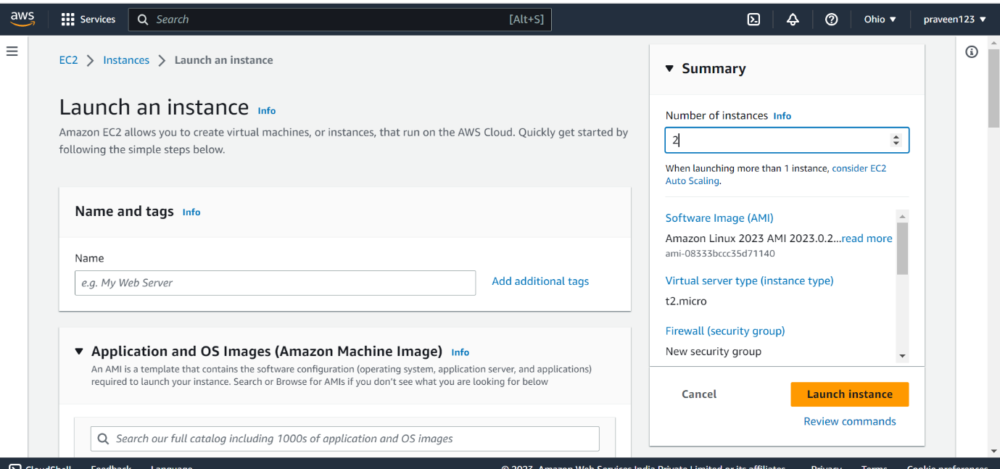 aws
Services
Search [Alt+S]
Ohio ▼
praveen123 ▼
EC2 > Instances > Launch an instance
Launch an instance Info
Amazon EC2 allows you to create virtual machines, or instances, that run on the AWS Cloud. Quickly get started by
following the simple steps below.
Name and tags Info
Name
e.g. My Web Server
Add additional tags
▼ Application and OS Images (Amazon Machine Image) Info
An AMI is a template that contains the software configuration (operating system, application server, and applications)
required to launch your instance. Search or Browse for AMIs if you don't see what you are looking for below
Search our full catalog including 1000s of application and OS images
▼ Summary
Number of instances Info
2
When launching more than 1 instance, consider EC2
Auto Scaling.
Software Image (AMI)
Amazon Linux 2023 AMI 2023.0.2...read more
ami-08333bccc35d71140
Virtual server type (instance type)
t2.micro
Firewall (security group)
New security group
Cancel
Launch instance
Review commands
CloudShell Feedback Language
© 2023, Amazon Web Services India Private Limited or its affiliates. Privacy Terms Cookie preferences